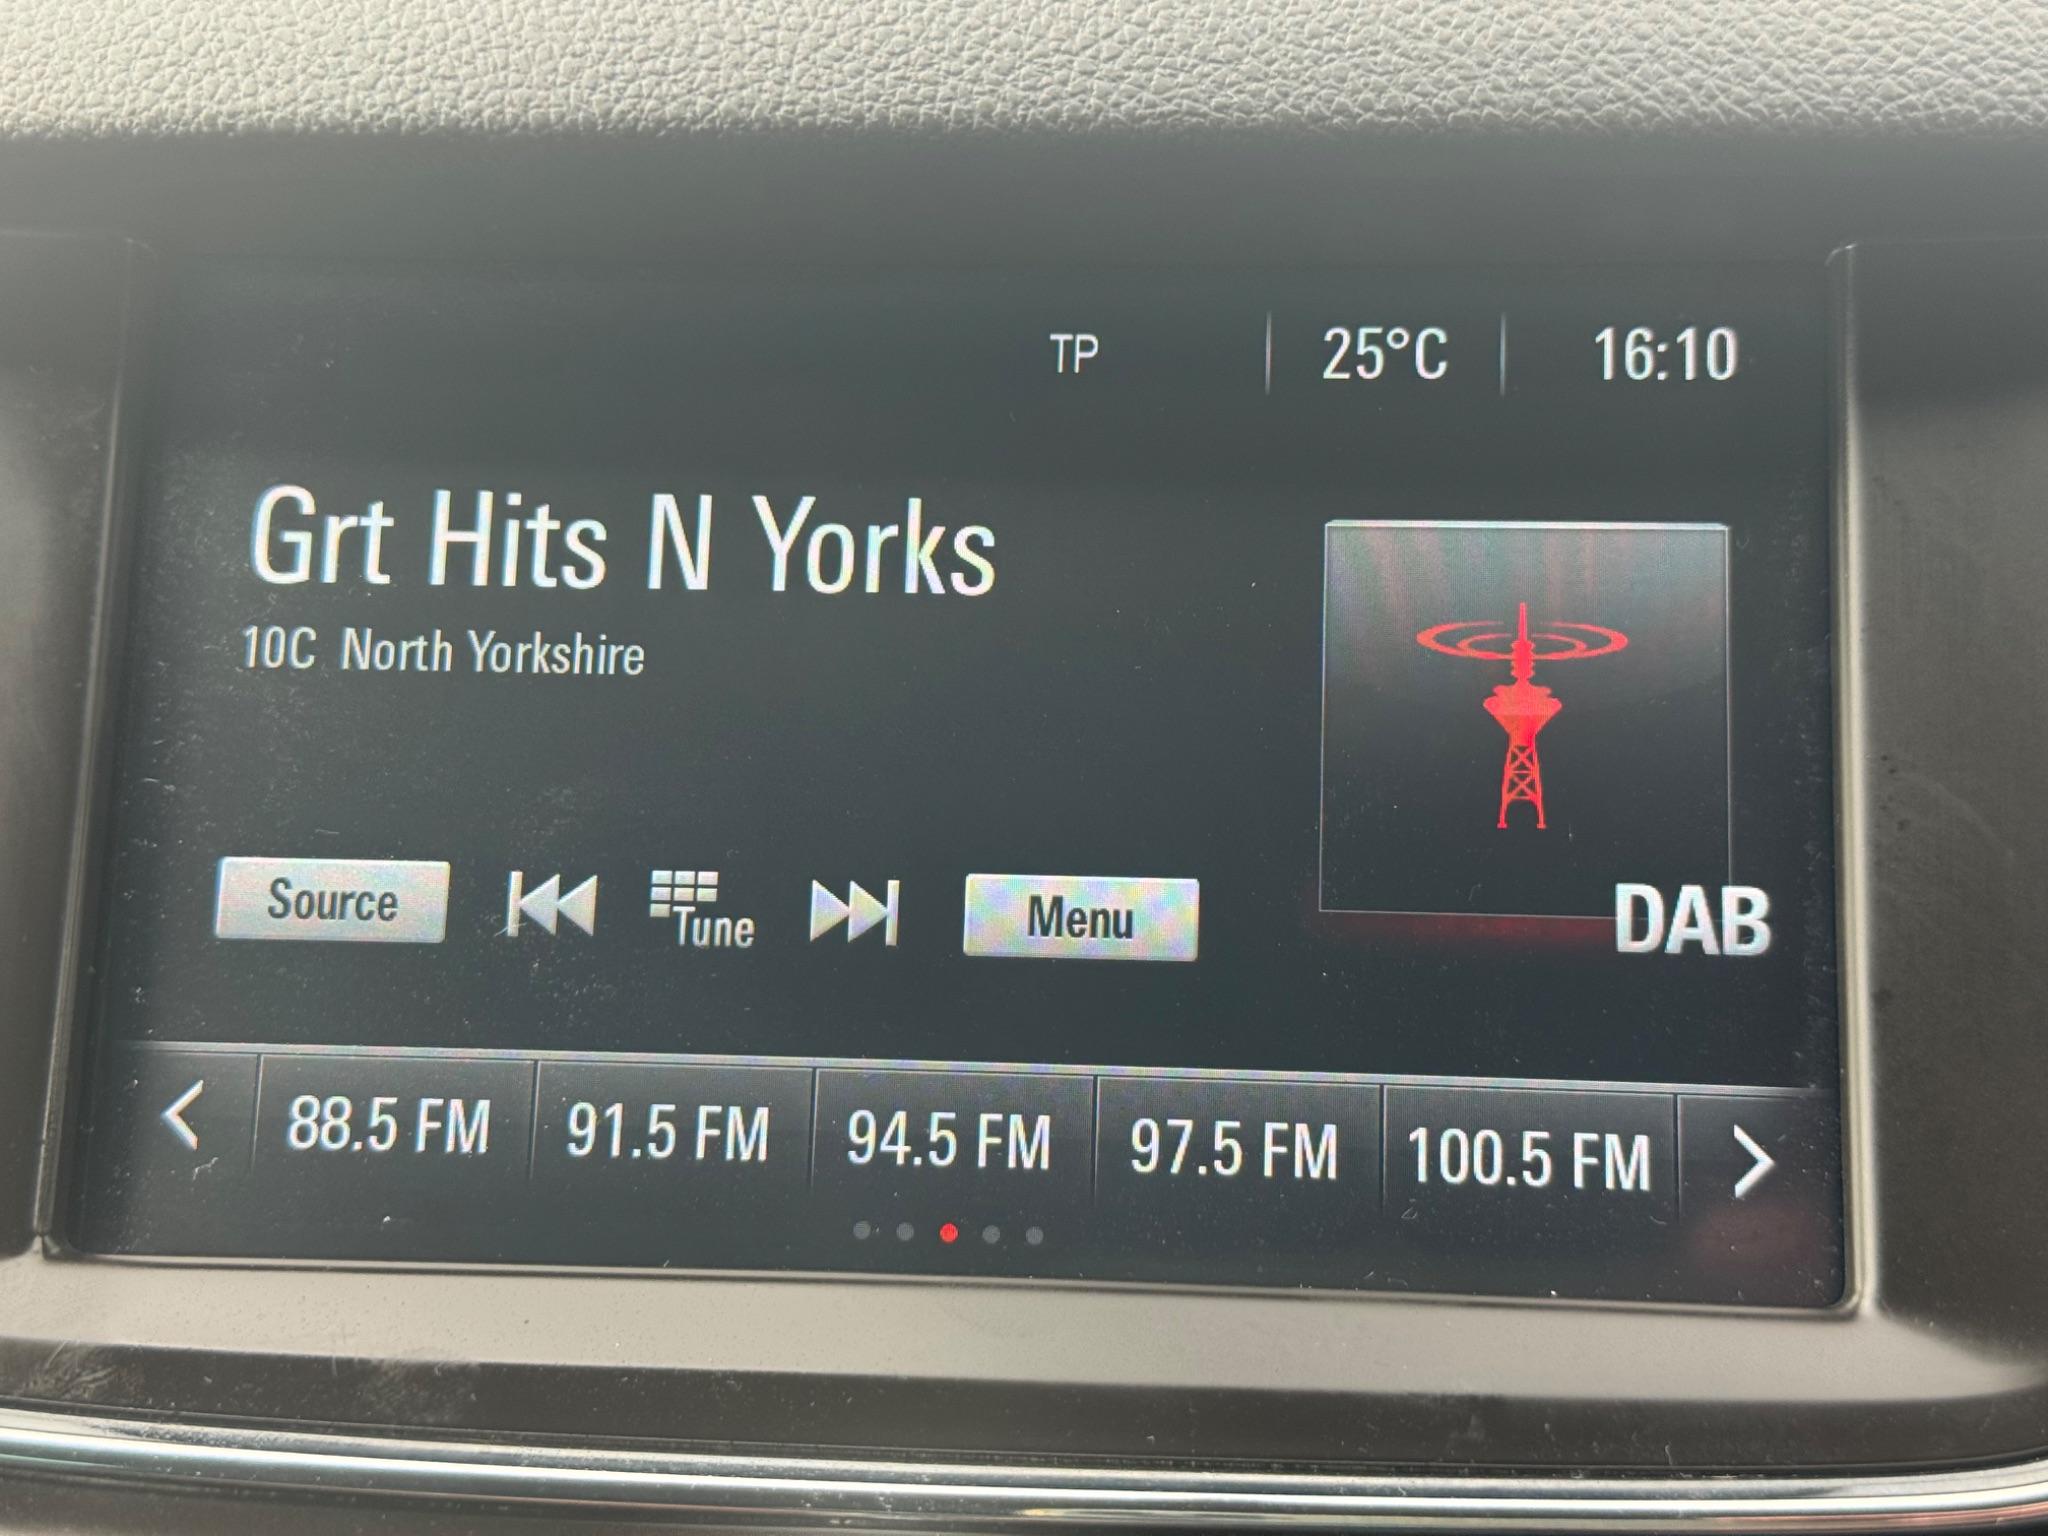 TP 25°C 16:10
Grt Hits N Yorks
10C North Yorkshire
Source Tune Menu
DAB
88.5 FM 91.5 FM 94.5 FM 97.5 FM 100.5 FM